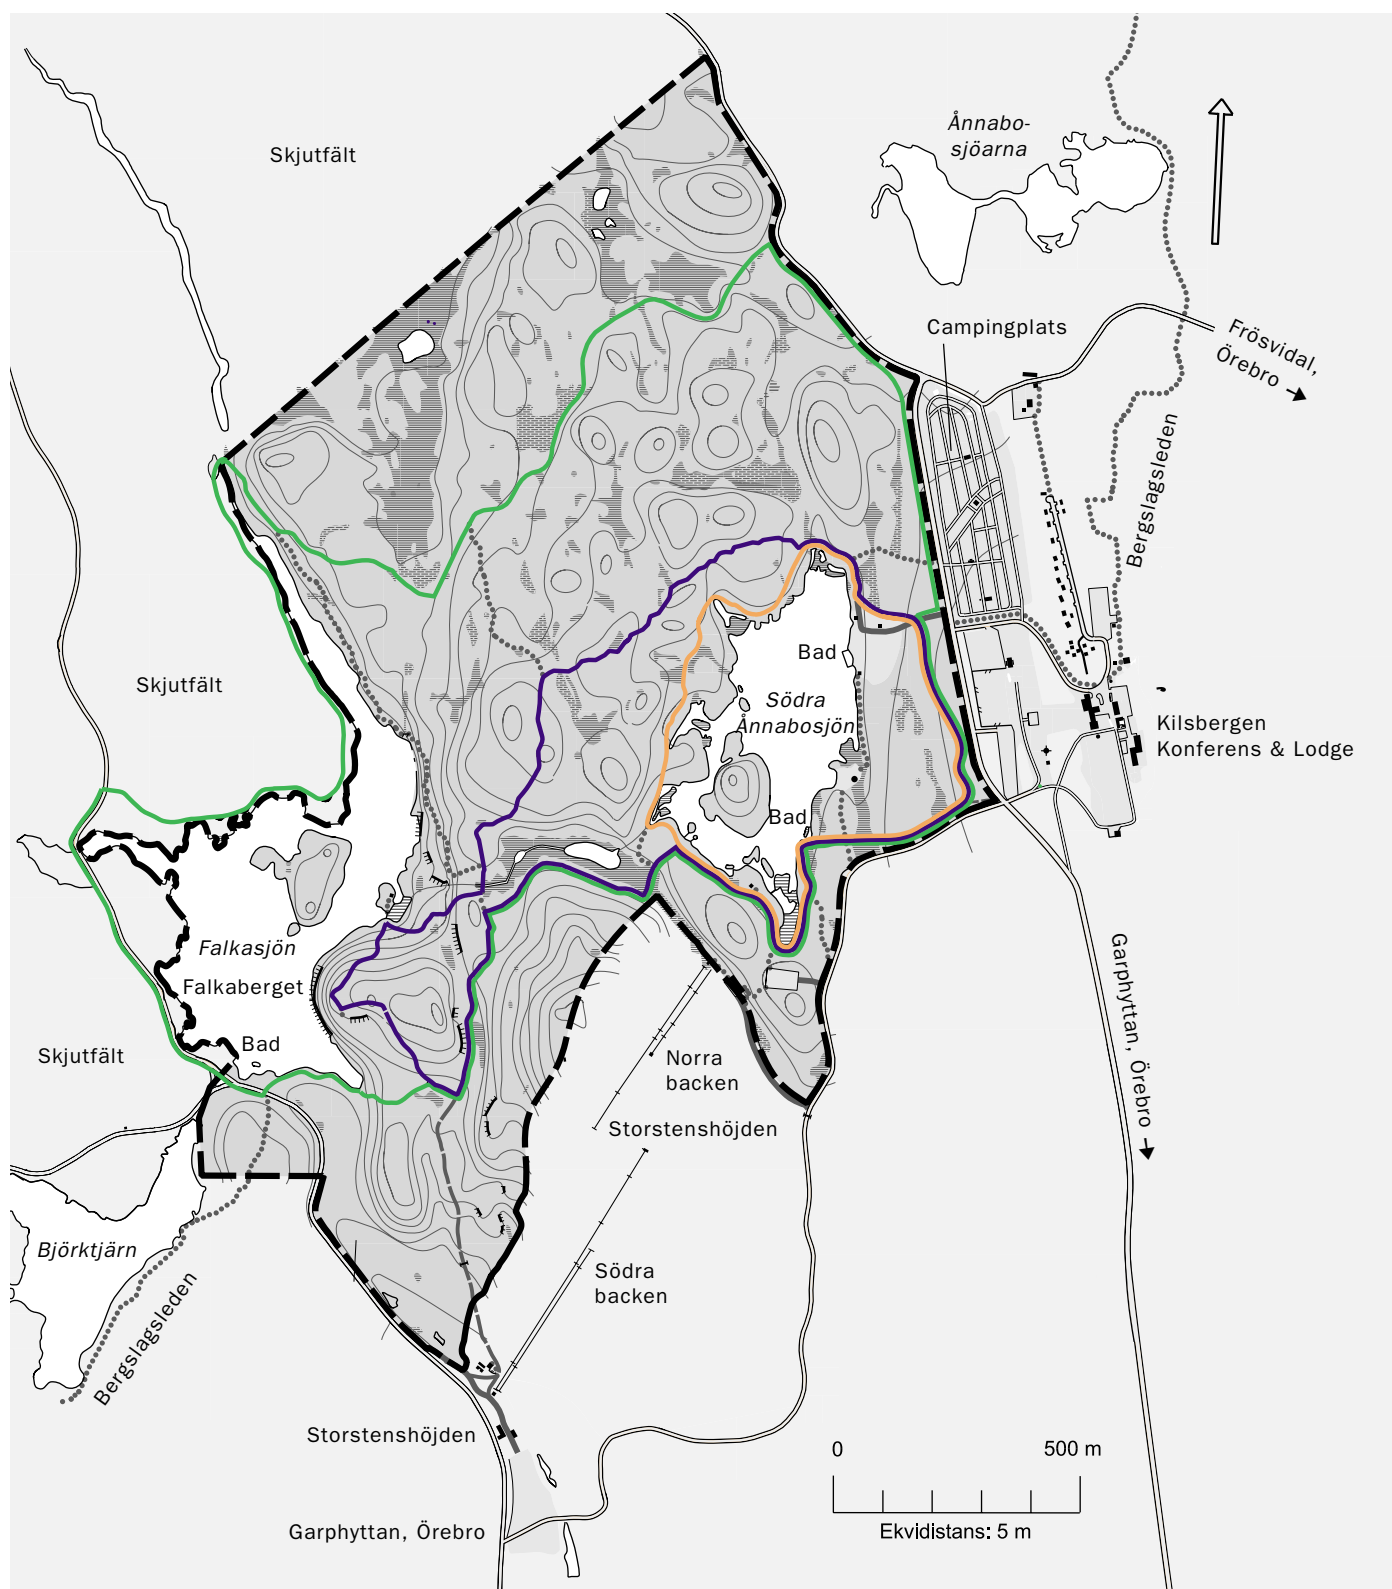 Skjutfält
Ånnabo-
sjöarna
Campingplats
Frösvidal,
Örebro
Bergslagsleden
Skjutfält
Bad
Södra
Ånnabosjön
Bad
Kilsbergen
Konferens & Lodge
Falkasjön
Falkaberget
Bad
Skjutfält
Norra
backen
Storstenshöjden
Garphyttan, Örebro
Björktjärn
Södra
backen
Bergslagsleden
Storstenshöjden
0 500 m
Ekvidistans: 5 m
Garphyttan, Örebro